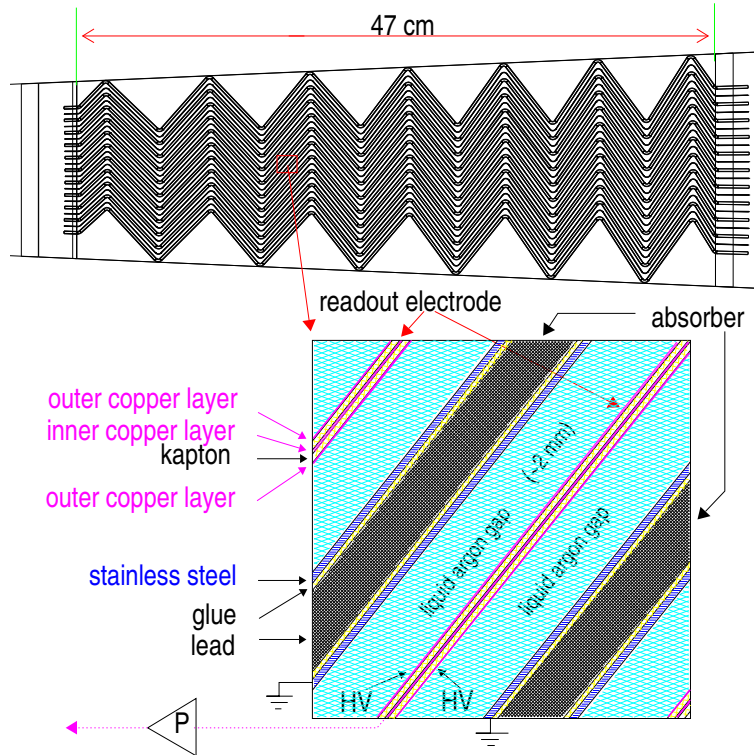 47 cm
readout electrode
absorber
outer copper layer
inner copper layer
kapton
outer copper layer
(~2 mm)
liquid argon gap
liquid argon gap
stainless steel
glue
lead
HV
HV
P